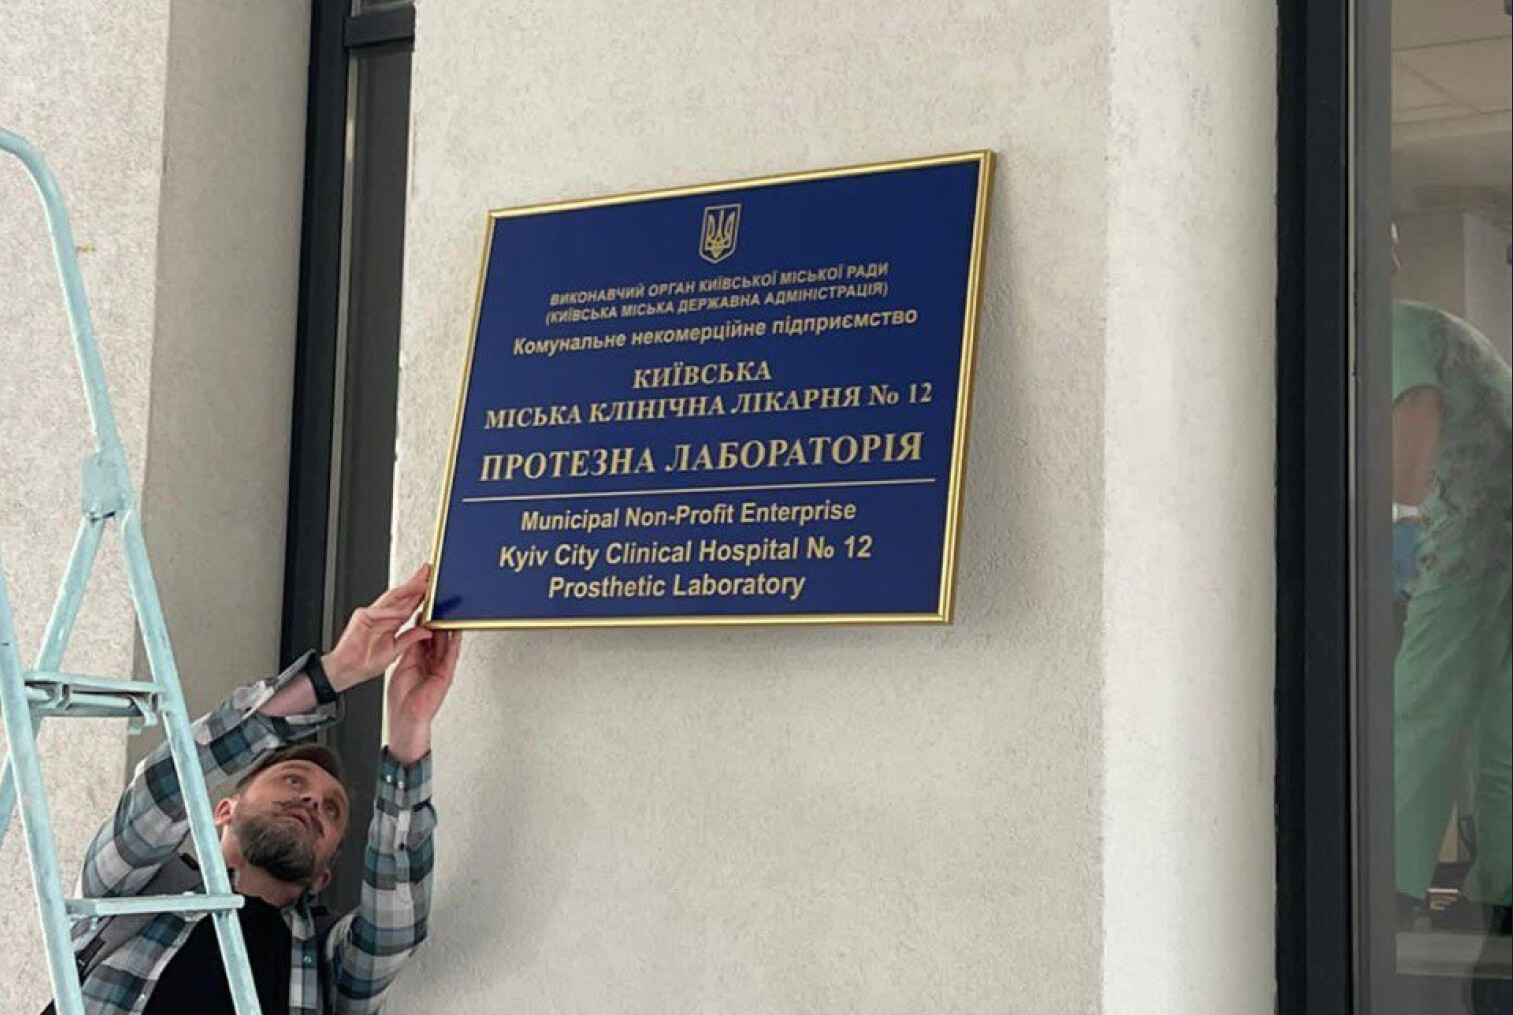 ВИКОНАВЧИЙ ОРГАН КИЇВСЬКОЇ МІСЬКОЇ РАДИ
(КИЇВСЬКА МІСЬКА ДЕРЖАВНА АДМІНІСТРАЦІЯ)
Комунальне некомерційне підприємство
КИЇВСЬКА
МІСЬКА КЛІНІЧНА ЛІКАРНЯ № 12
ПРОТЕЗНА ЛАБОРАТОРІЯ
Municipal Non-Profit Enterprise
Kyiv City Clinical Hospital № 12
Prosthetic Laboratory